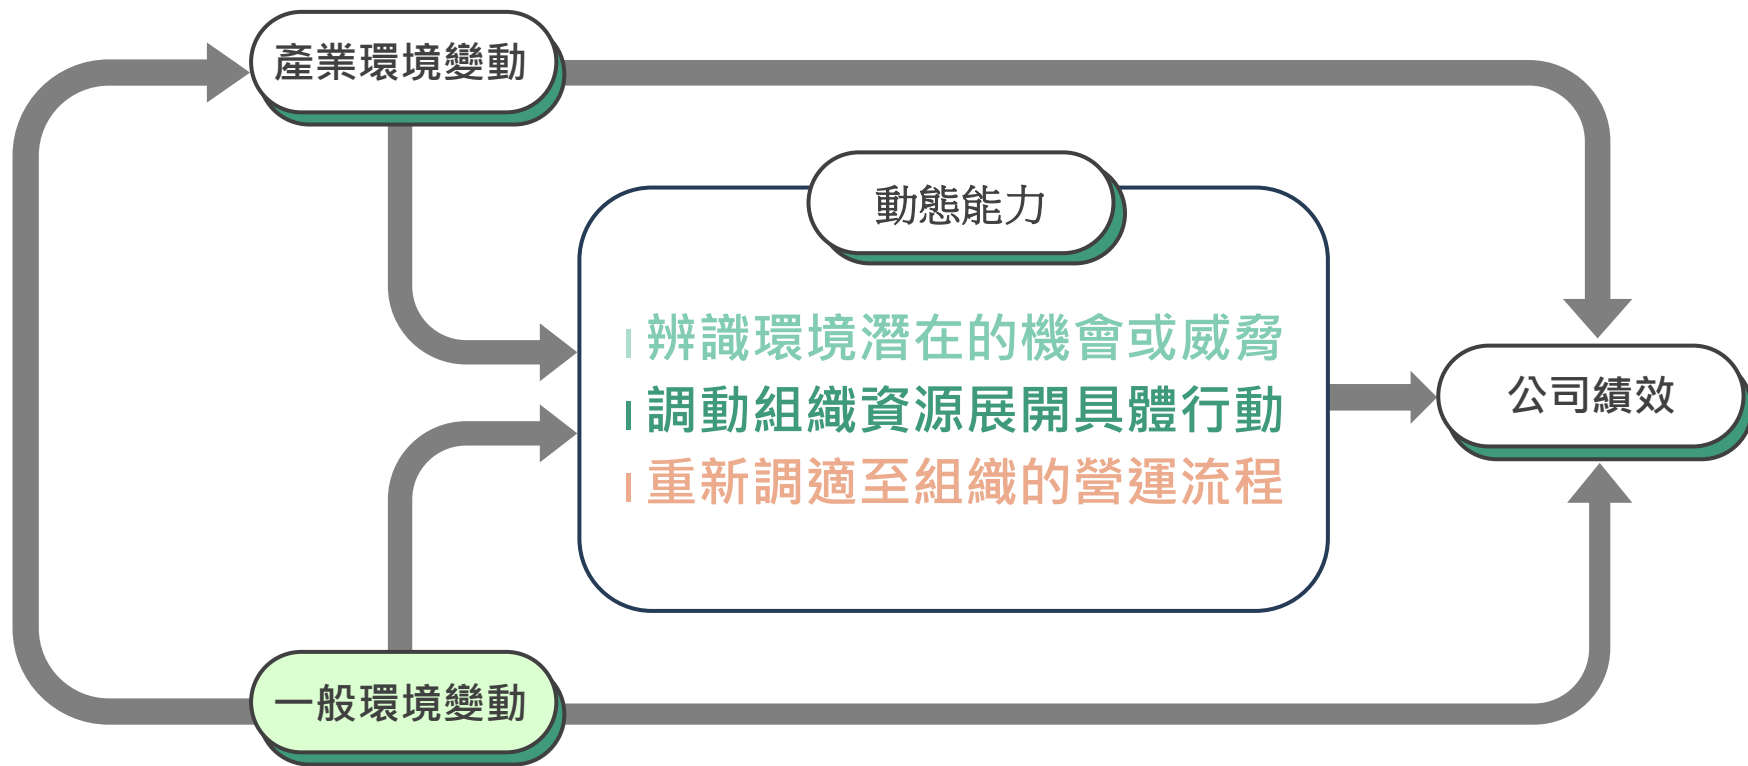 產業環境變動
動態能力
辨識環境潛在的機會或威脅
調動組織資源展開具體行動
重新調適至組織的營運流程
公司績效
一般環境變動